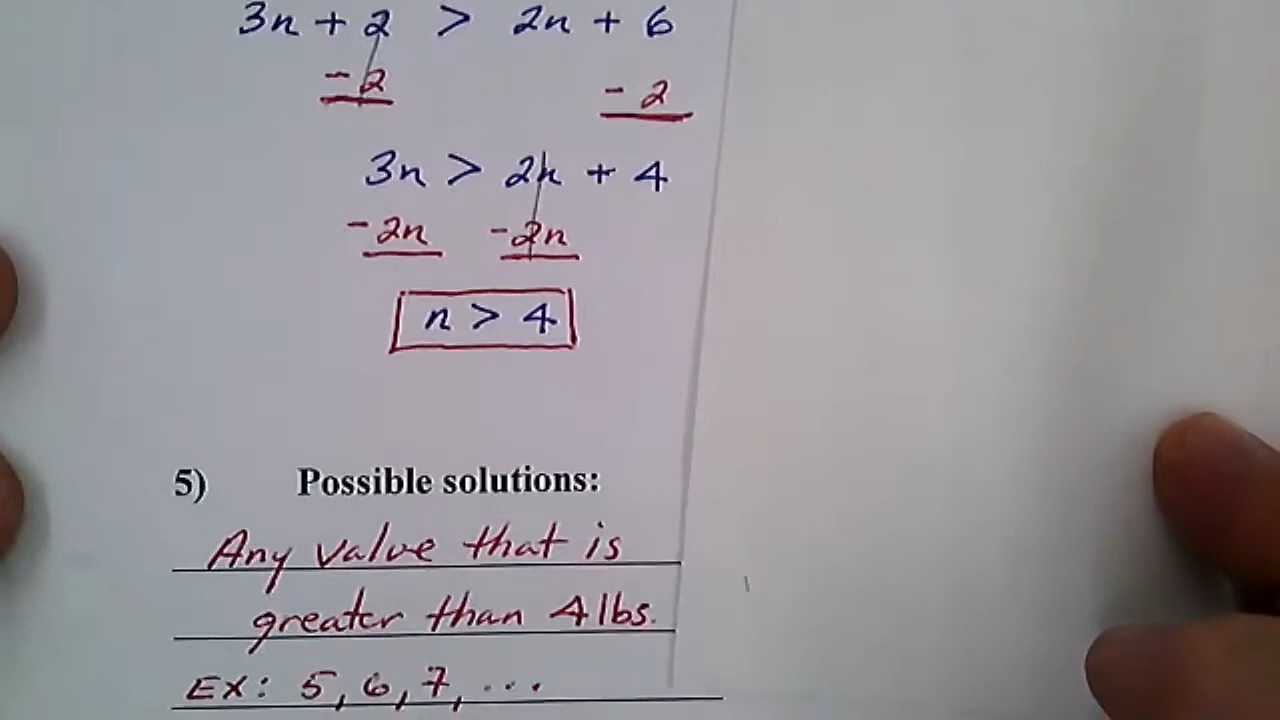 3n + 2 > 2n + 6
- 2 - 2
3n > 2n + 4
- 2n - 2n
n > 4
5) Possible solutions:
Any value that is
greater than 4 lbs.
EX: 5, 6, 7, ...